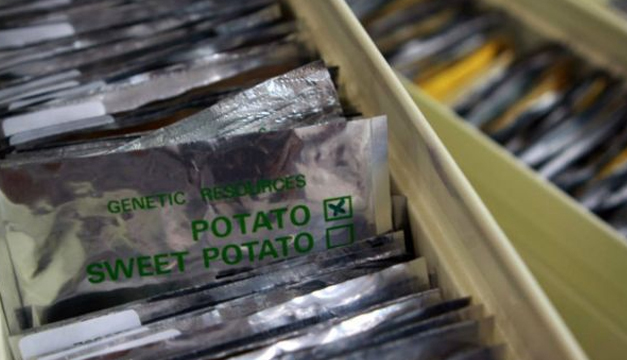 GENETIC RESOURCES
POTATO
SWEET POTATO